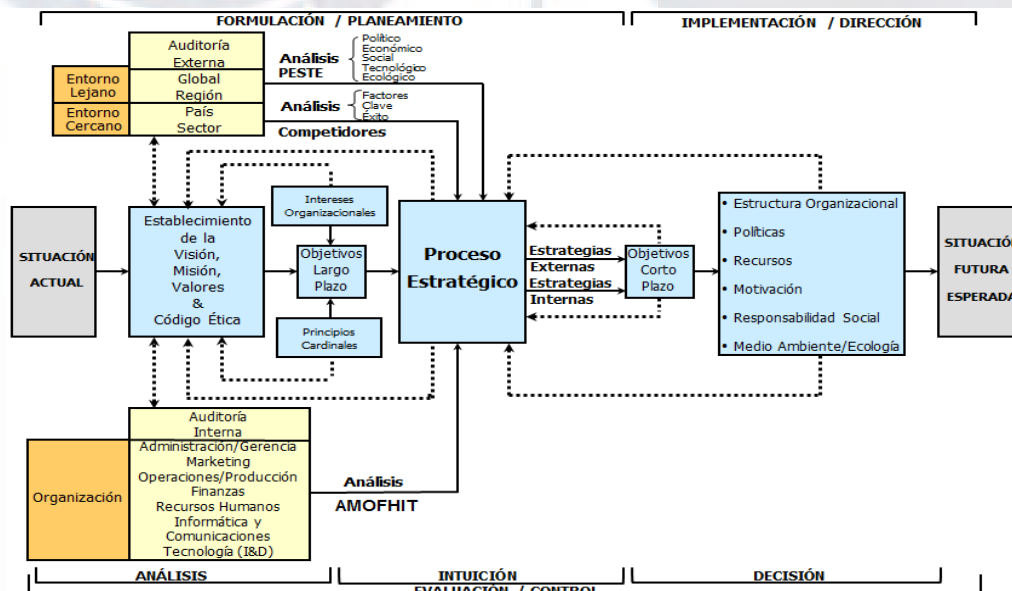 FORMULACIÓN / PLANEAMIENTO
IMPLEMENTACIÓN / DIRECCIÓN
Auditoría
Externa
Entorno
Lejano
Global
Región
Entorno
Cercano
País
Sector
Análisis
PESTE
Político
Económico
Social
Tecnológico
Ecológico
Análisis
Factores
Clave
Éxito
Competidores
SITUACIÓN
ACTUAL
Establecimiento
de la
Visión,
Misión,
Valores
&
Código Ética
Intereses
Organizacionales
Objetivos
Largo
Plazo
Principios
Cardinales
Proceso
Estratégico
Estrategias
Externas
Estrategias
Internas
Objetivos
Corto
Plazo
• Estructura Organizacional
• Políticas
• Recursos
• Motivación
• Responsabilidad Social
• Medio Ambiente/Ecología
SITUACIÓN
FUTURA
ESPERADA
Auditoría
Interna
Organización
Administración/Gerencia
Marketing
Operaciones/Producción
Finanzas
Recursos Humanos
Informática y
Comunicaciones
Tecnología (I&D)
Análisis
AMOFHIT
ANÁLISIS
INTUICIÓN
DECISIÓN
EVALUACIÓN / CONTROL